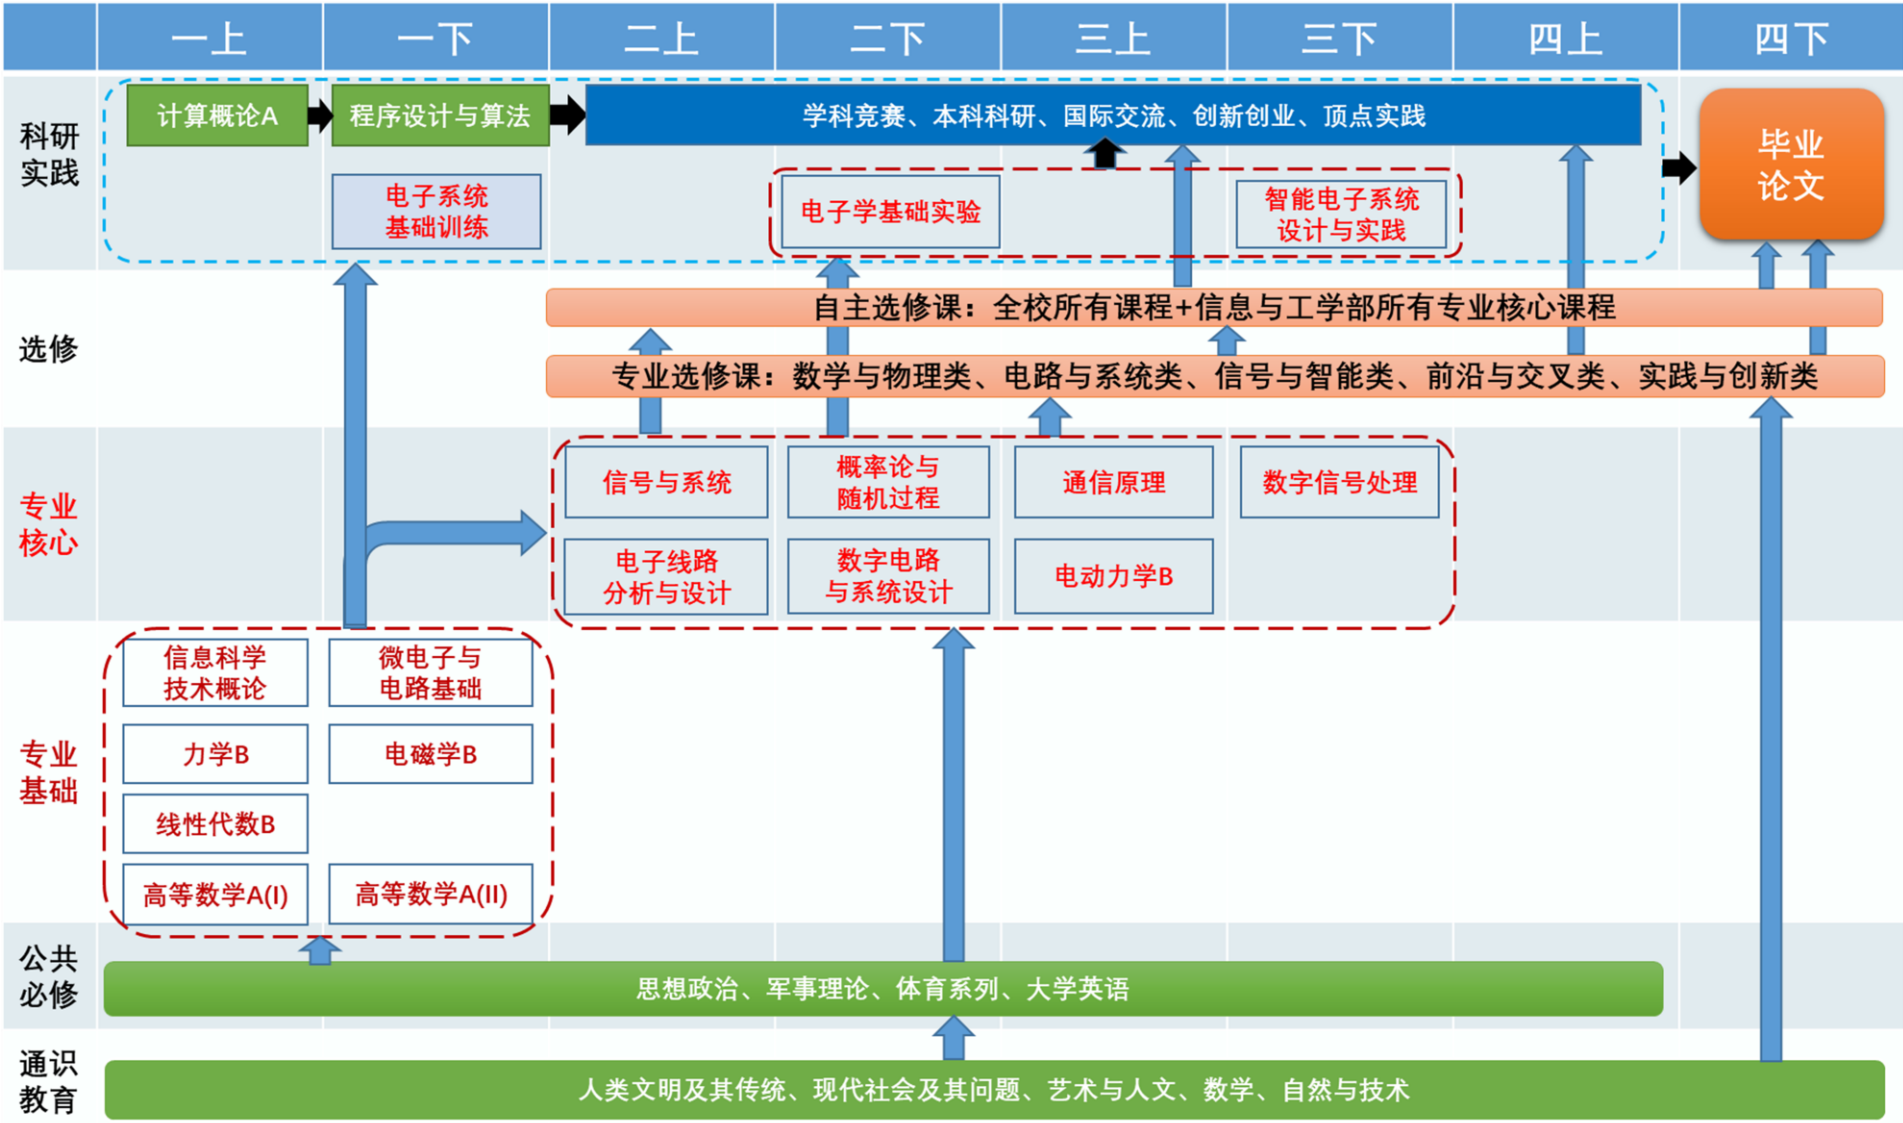 一上
一下
二上
二下
三上
三下
四上
四下
科研
实践
计算概论A
程序设计与算法
学科竞赛、本科科研、国际交流、创新创业、顶点实践
毕业
论文
电子系统
基础训练
电子学基础实验
智能电子系统
设计与实践
选修
自主选修课：全校所有课程+信息与工学部所有专业核心课程
专业选修课：数学与物理类、电路与系统类、信号与智能类、前沿与交叉类、实践与创新类
专业
核心
信号与系统
概率论与
随机过程
通信原理
数字信号处理
电子线路
分析与设计
数字电路
与系统设计
电动力学B
专业
基础
信息科学
技术概论
微电子与
电路基础
力学B
电磁学B
线性代数B
高等数学A(I)
高等数学A(II)
公共
必修
思想政治、军事理论、体育系列、大学英语
通识
教育
人类文明及其传统、现代社会及其问题、艺术与人文、数学、自然与技术